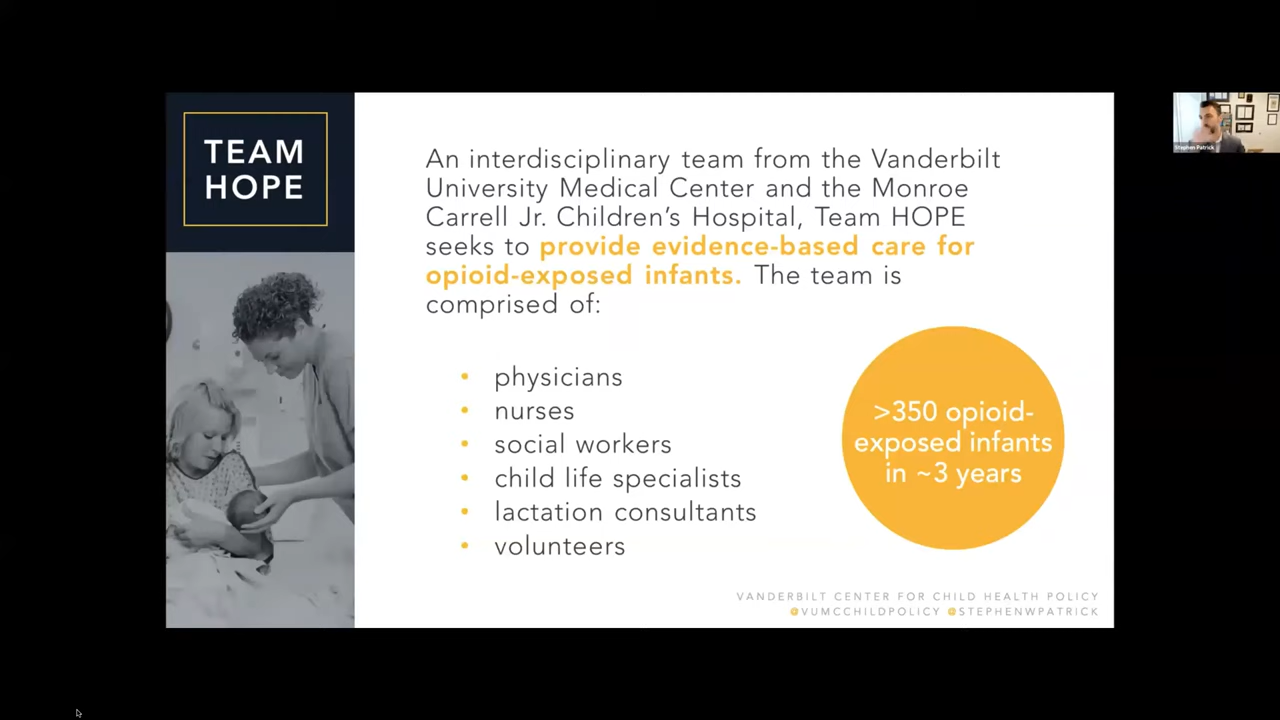 TEAM
HOPE
An interdisciplinary team from the Vanderbilt
University Medical Center and the Monroe
Carrell Jr. Children's Hospital, Team HOPE
seeks to provide evidence-based care for
opioid-exposed infants. The team is
comprised of:
• physicians
• nurses
• social workers
• child life specialists
• lactation consultants
• volunteers
>350 opioid-
exposed infants
in ~3 years
VANDERBILT CENTER FOR CHILD HEALTH POLICY
@VUMCCHILDPOLICY @STEPHENWPATRICK
Stephen Patrick